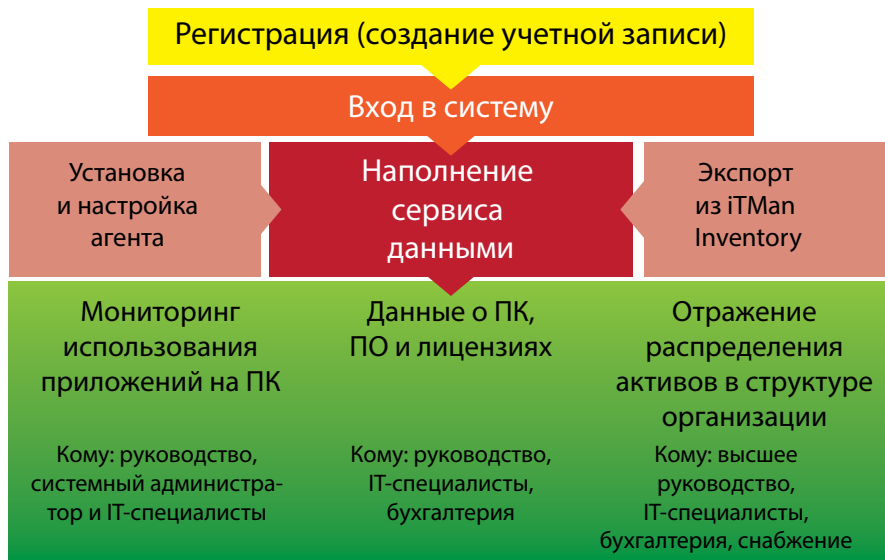 Регистрация (создание учетной записи)
Вход в систему
Установка
и настройка
агента
Наполнение
сервиса
данными
Экспорт
из iTMan
Inventory
Мониторинг
использования
приложений на ПК
Кому: руководство,
системный администра-
тор и IT-специалисты
Данные о ПК,
ПО и лицензиях
Кому: руководство,
IT-специалисты,
бухгалтерия
Отражение
распределения
активов в структуре
организации
Кому: высшее
руководство,
IT-специалисты,
бухгалтерия, снабжение